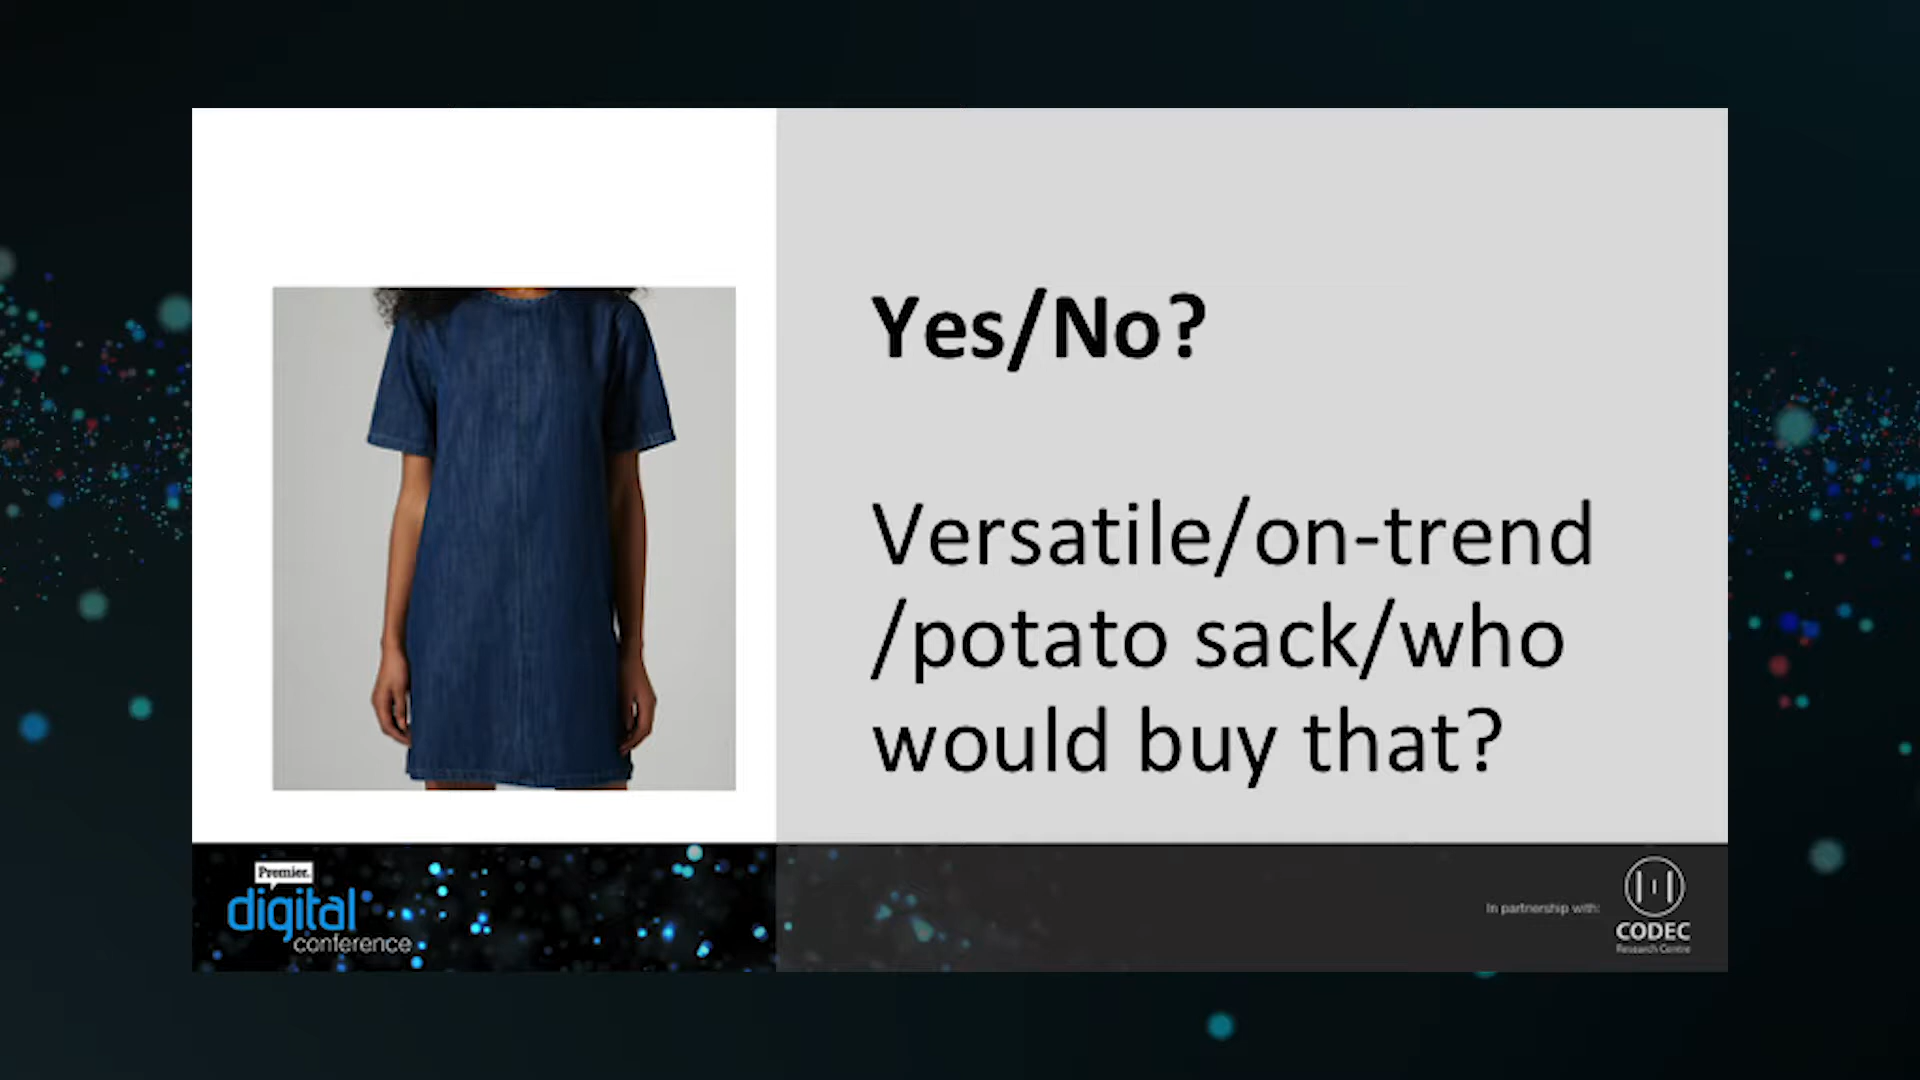 Yes/No?
Versatile/on-trend
/potato sack/who
would buy that?
Premier.
digital
conference
In partnership with:
CODEC
Research Centre